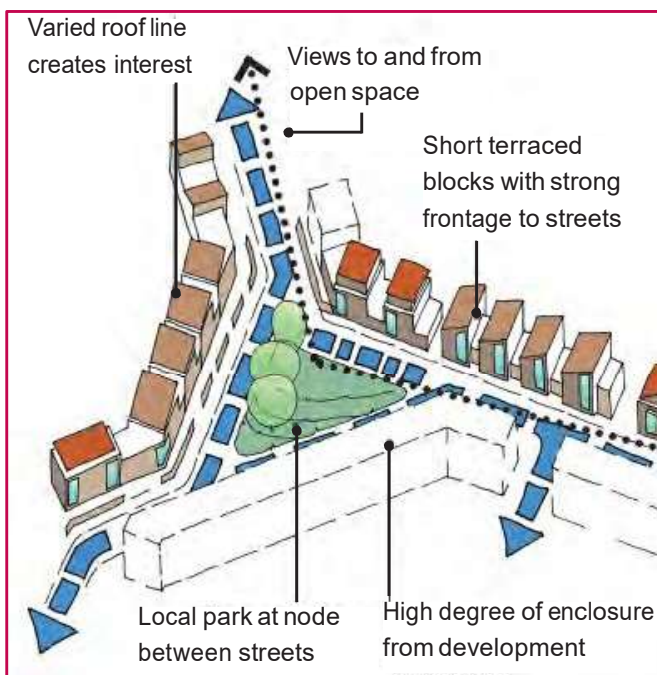 Varied roof line
creates interest
Views to and from
open space
Short terraced
blocks with strong
frontage to streets
Local park at node
between streets
High degree of enclosure
from development